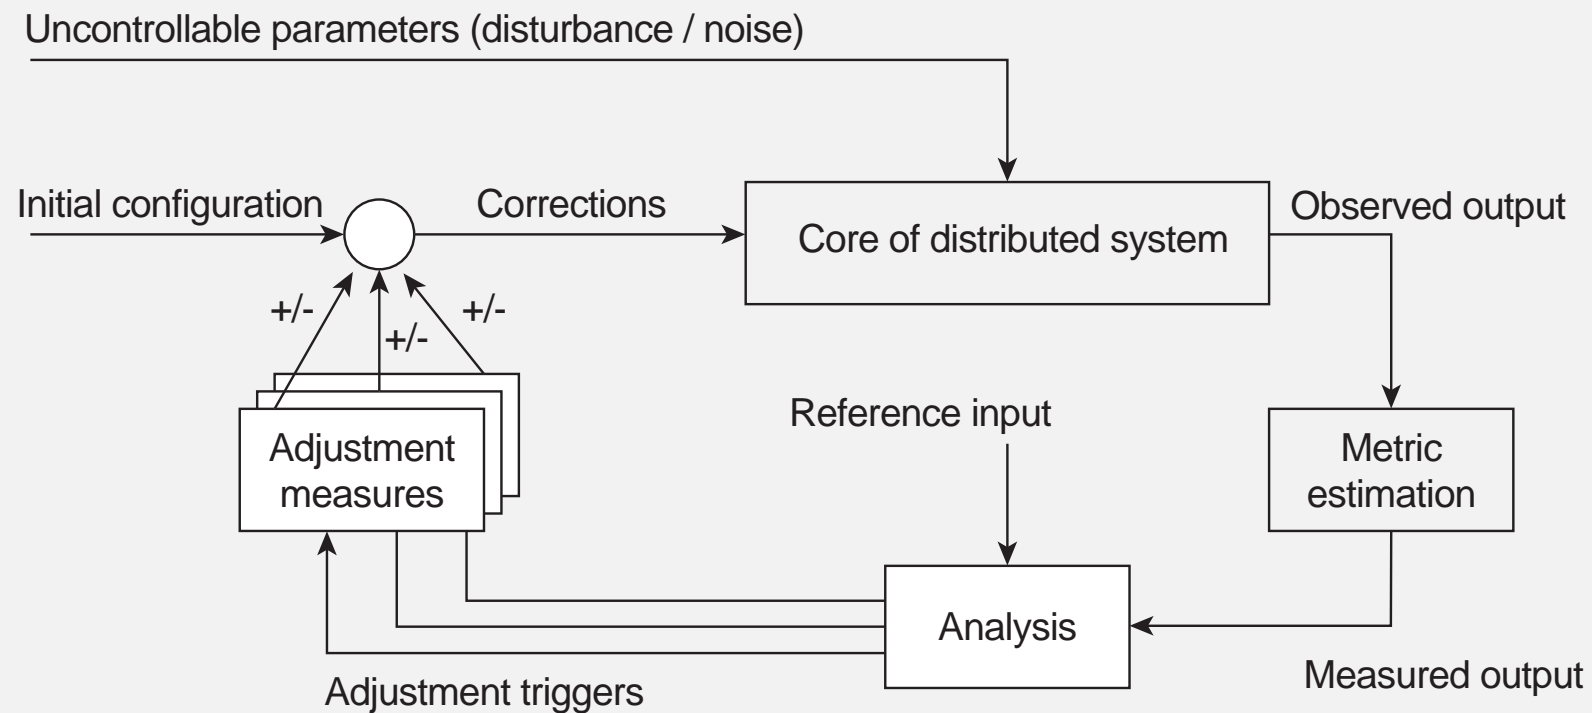 Uncontrollable parameters (disturbance / noise)
Initial configuration
Corrections
Core of distributed system
Observed output
+/-
+/-
+/-
Reference input
Adjustment
measures
Metric
estimation
Analysis
Adjustment triggers
Measured output